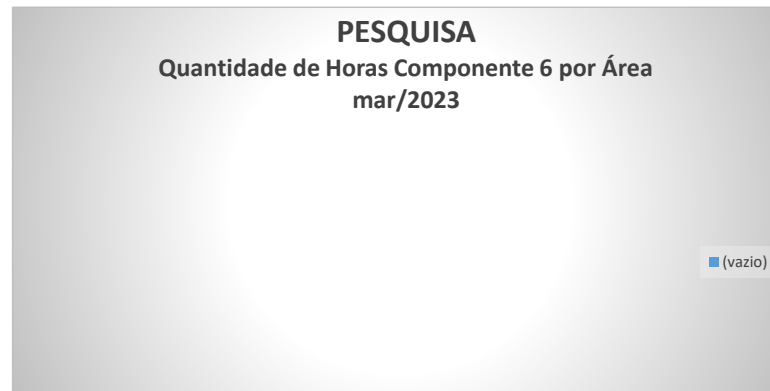 PESQUISA
Quantidade de Horas Componente 6 por Área
mar/2023
(vazio)